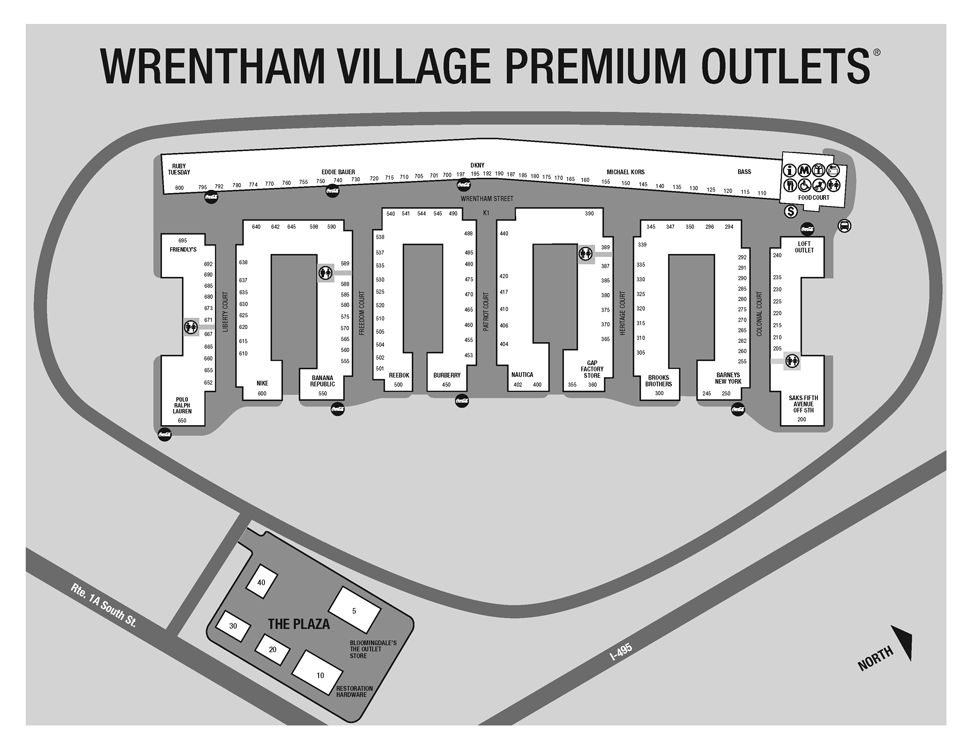 WRENTHAM VILLAGE PREMIUM OUTLETS®
RUBY
TUESDAY
EDDIE BAUER
DKNY
MICHAEL KORS
BASS
800 795 792 780 774 770 760 755 750 740 730 720 715 710 705 705 700 197 195 192 190 187 185 180 175 170 165 160 155 150 145 140 135 130 125 120 115 110
FOOD COURT
S
WRENTHAM STREET
695
FRIENDLY'S
692
690
685
680
673
671
667
665
660
655
652
POLO
RALPH
LAUREN
650
LIBERTY COURT
640 642 645 598 590
638
637
635
630
625
620
615
610
NIKE
600
589
588
585
580
575
570
565
560
555
BANANA
REPUBLIC
550
FREEDOM COURT
540 541 544 545 490
538
535
530
525
520
510
505
504
502
501
REEBOK
500
498
485
480
475
470
465
460
455
453
BURBERRY
450
K1
PATRIOT COURT
390
440
420
417
410
408
404
NAUTICA
402 400
389
387
385
380
375
370
365
GAP
FACTORY
STORE
355 360
HERITAGE COURT
345 347 350 296 294
339
335
330
325
320
315
310
305
BROOKS
BROTHERS
300
292
291
290
285
280
275
270
265
262
260
255
BARNEYS
NEW YORK
245 250
COLONIAL COURT
LOFT
OUTLET
240
235
230
225
220
215
210
205
SAKS FIFTH
AVENUE
OFF 5TH
200
40
5
30
THE PLAZA
20
10
BLOOMINGDALE'S
THE OUTLET
STORE
RESTORATION
HARDWARE
Rte. 1A South St.
I-495
NORTH